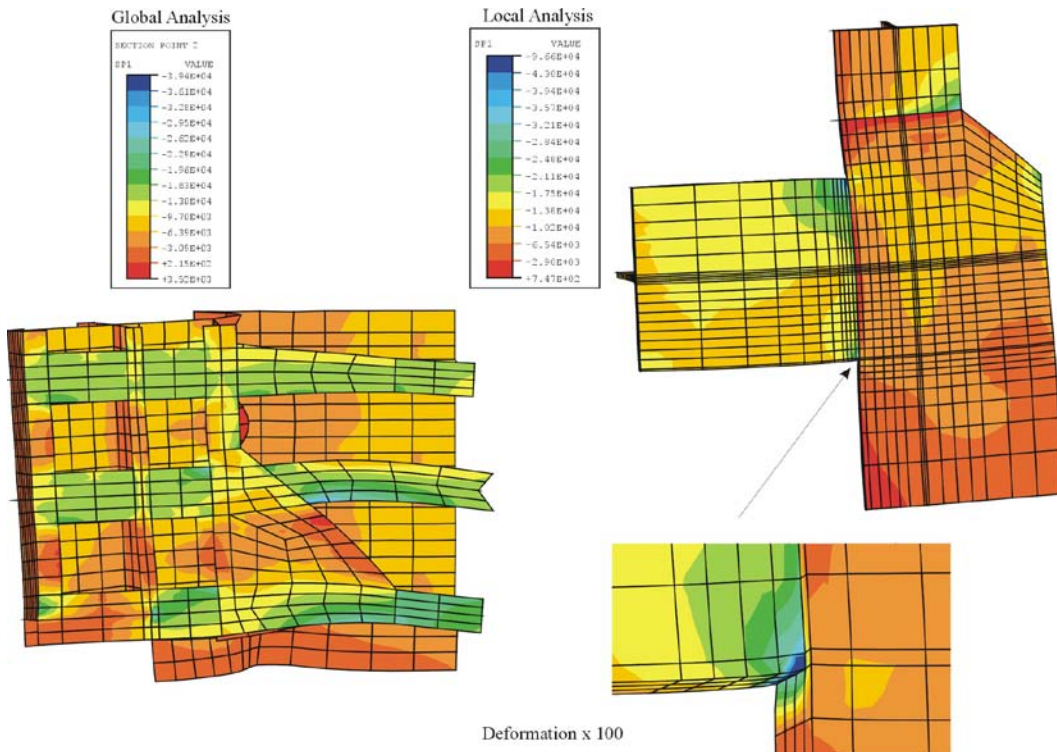 Global Analysis
SECTION POINT 2
SP1 VALUE
-3.94E+04
-3.61E+04
-3.28E+04
-2.95E+04
-2.62E+04
-2.29E+04
-1.96E+04
-1.63E+04
-1.30E+04
-9.70E+03
-6.39E+03
-3.09E+03
+2.15E+02
+3.52E+03
Local Analysis
SP1 VALUE
-9.66E+04
-4.30E+04
-3.94E+04
-3.57E+04
-3.21E+04
-2.84E+04
-2.48E+04
-2.11E+04
-1.75E+04
-1.38E+04
-1.02E+04
-6.54E+03
-2.90E+03
+7.47E+02
Deformation x 100